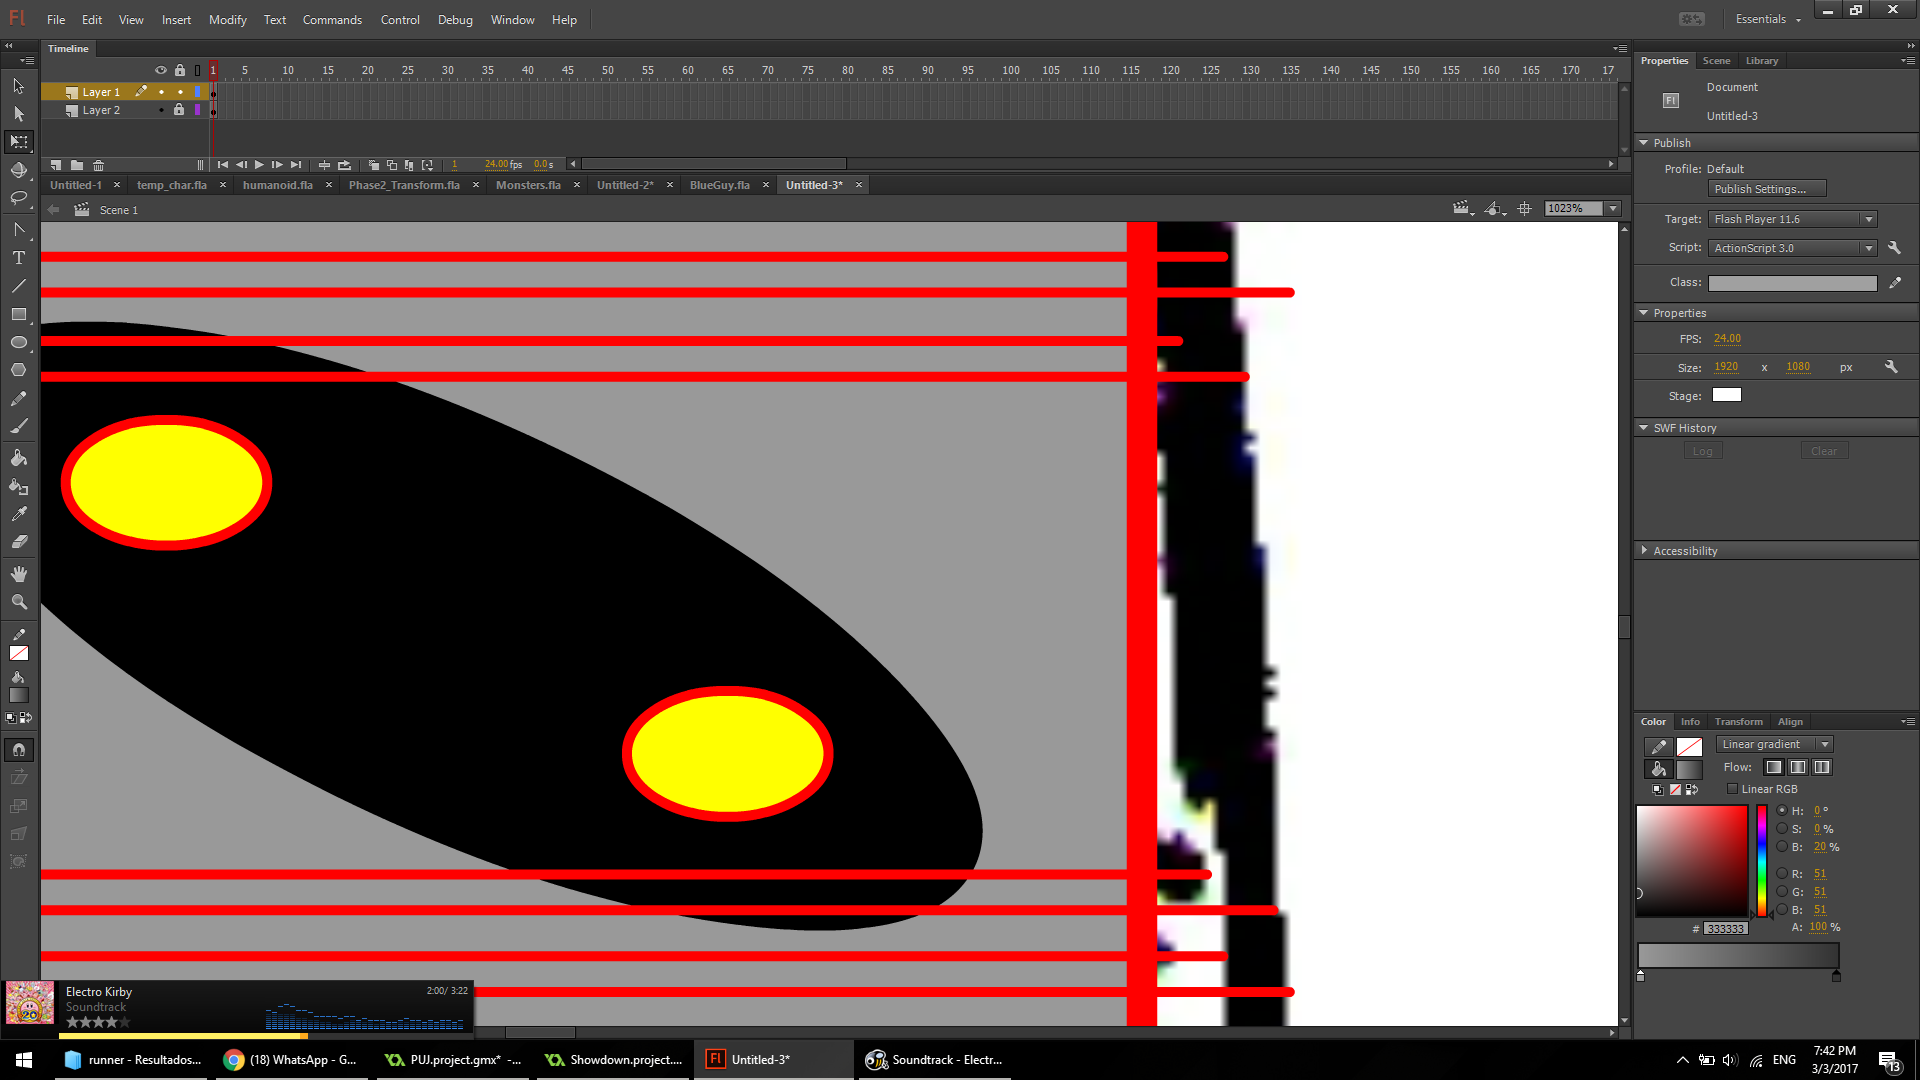 Fl File Edit View Insert Modify Text Commands Control Debug Window Help Essentials
Timeline
1 5 10 15 20 25 30 35 40 45 50 55 60 65 70 75 80 85 90 95 100 105 110 115 120 125 130 135 140 145 150 155 160 165 170 17
Layer 1
Layer 2
1 24.00 fps 0.0 s
Untitled-1 × temp_char.fla × humanoid.fla × Phase2_Transform.fla × Monsters.fla × Untitled-2* × BlueGuy.fla × Untitled-3* ×
Scene 1
1023%
T
Properties Scene Library
Fl
Document
Untitled-3
Publish
Profile: Default
Publish Settings...
Target: Flash Player 11.6
Script: ActionScript 3.0
Class:
Properties
FPS: 24.00
Size: 1920 x 1080 px
Stage:
SWF History
Log Clear
Accessibility
Color Info Transform Align
Linear gradient
Flow:
Linear RGB
H: 0 °
S: 0 %
B: 20 %
R: 51
G: 51
B: 51
# 333333 A: 100 %
Electro Kirby 2:00/ 3:22
Soundtrack
20
runner - Resultados...
(18) WhatsApp - G...
PUJ.project.gmx* -...
Showdown.project....
Fl Untitled-3*
Soundtrack - Electr...
ENG
7:42 PM
3/3/2017
13